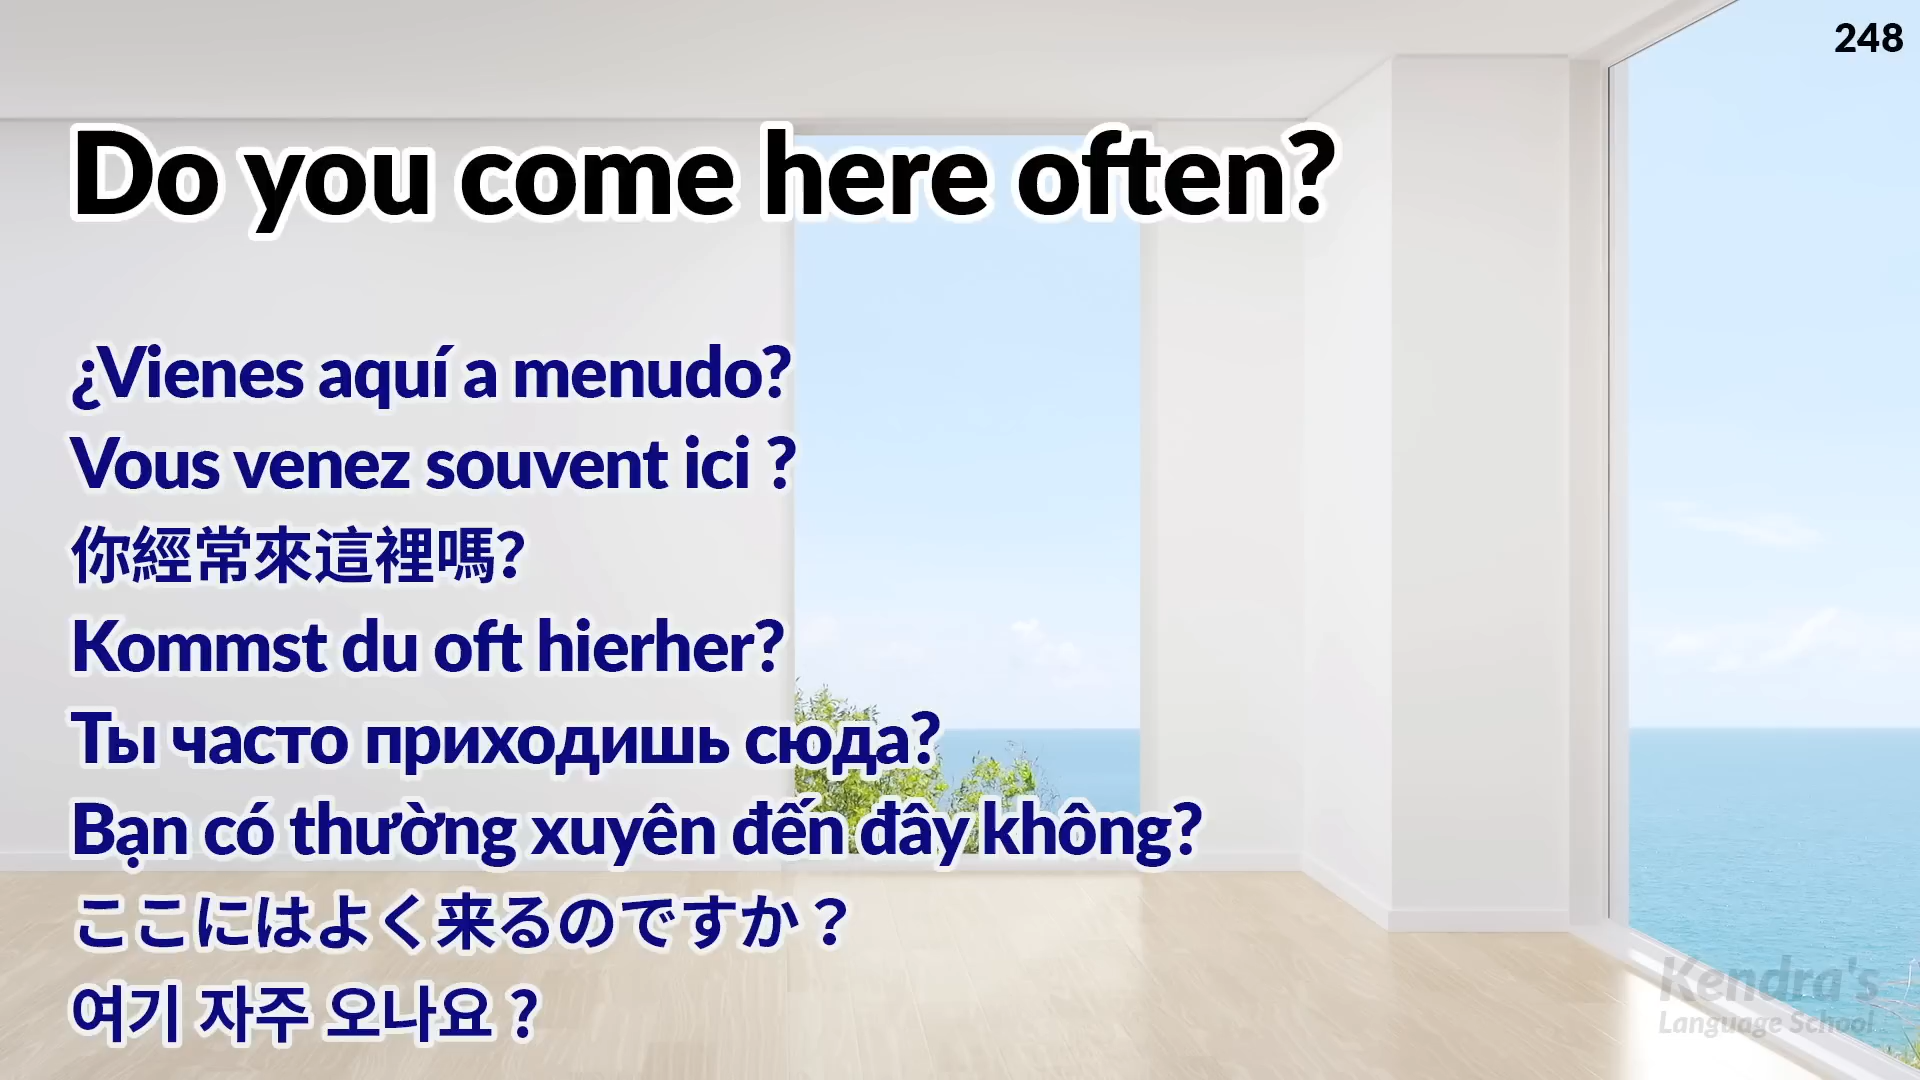 248
Do you come here often?
¿Vienes aquí a menudo?
Vous venez souvent ici ?
你經常來這裡嗎?
Kommst du oft hierher?
Ты часто приходишь сюда?
Bạn có thường xuyên đến đây không?
ここにはよく来るのですか？
여기 자주 오나요 ?
Kendra's
Language School